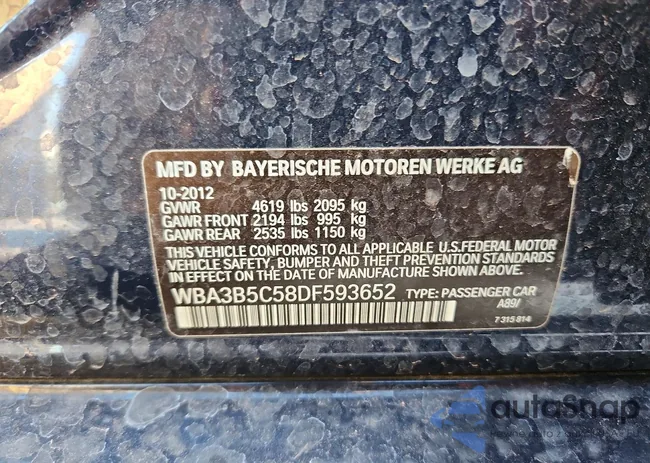 MFD BY BAYERISCHE MOTOREN WERKE AG
10-2012
GVWR 4619 lbs 2095 kg
GAWR FRONT 2194 lbs 995 kg
GAWR REAR 2535 lbs 1150 kg
THIS VEHICLE CONFORMS TO ALL APPLICABLE U.S.FEDERAL MOTOR
VEHICLE SAFETY, BUMPER AND THEFT PREVENTION STANDARDS
IN EFFECT ON THE DATE OF MANUFACTURE SHOWN ABOVE.
WBA3B5C58DF593652 TYPE: PASSENGER CAR
A89/
7 315 814
autoSnap